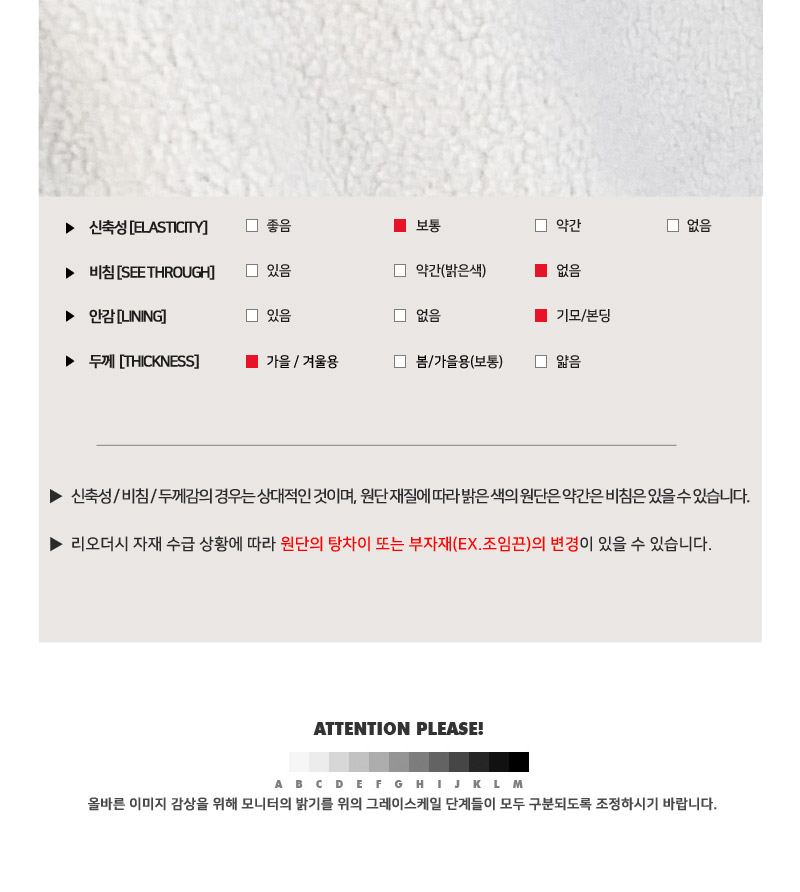 ▶ 신축성 [ELASTICITY] □ 좋음 ■ 보통 □ 약간 □ 없음
▶ 비침 [SEE THROUGH] □ 있음 □ 약간(밝은색) ■ 없음
▶ 안감 [LINING] □ 있음 □ 없음 ■ 기모/본딩
▶ 두께 [THICKNESS] ■ 가을 / 겨울용 □ 봄/가을용(보통) □ 얇음
▶ 신축성 / 비침 / 두께감의 경우는 상대적인 것이며, 원단 재질에 따라 밝은 색의 원단은 약간은 비침은 있을 수 있습니다.
▶ 리오더시 자재 수급 상황에 따라 원단의 탕차이 또는 부자재(EX.조임끈)의 변경이 있을 수 있습니다.
ATTENTION PLEASE!
A B C D E F G H I J K L M
올바른 이미지 감상을 위해 모니터의 밝기를 위의 그레이스케일 단계들이 모두 구분되도록 조정하시기 바랍니다.